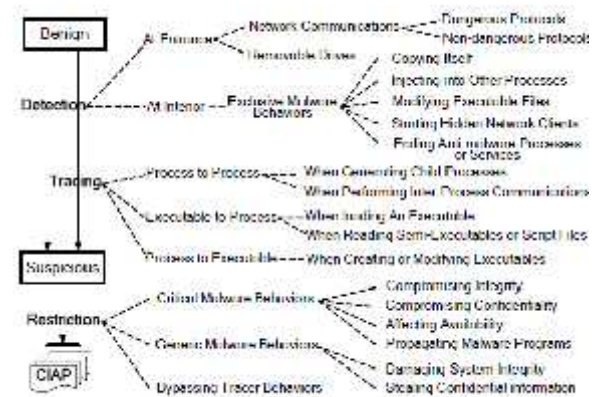 Benign
Detection
At Entrance
Network Communications
Dangerous Protocols
Non-dangerous Protocols
Removable Drives
At Interior
Exclusive Malware
Behaviors
Copying Itself
Injecting into Other Processes
Modifying Executable Files
Starting Hidden Network Clients
Ending Anti-malware Processes
or Services
Tracing
Process to Process
When Generating Child Processes
When Performing Inter Process Communications
Executable to Process
When loading An Executable
When Reading Semi-Executables or Script Files
Process to Executable
When Creating or Modifying Executables
Suspicious
Restriction
Critical Malware Behaviors
Compromising Integrity
Compromising Confidentiality
Affecting Availability
Propagating Malware Programs
Generic Malware Behaviors
Damaging System Integrity
Stealing Confidential information
Bypassing Tracer Behaviors
CIAP